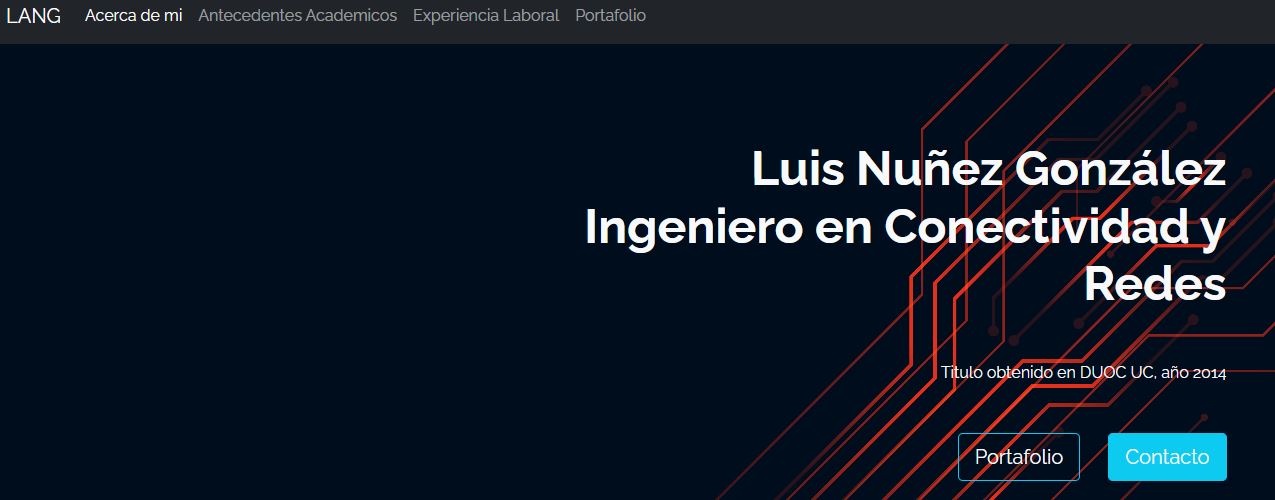 LANG Acerca de mi Antecedentes Academicos Experiencia Laboral Portafolio
Luis Nuñez González
Ingeniero en Conectividad y
Redes
Titulo obtenido en DUOC UC, año 2014
Portafolio Contacto